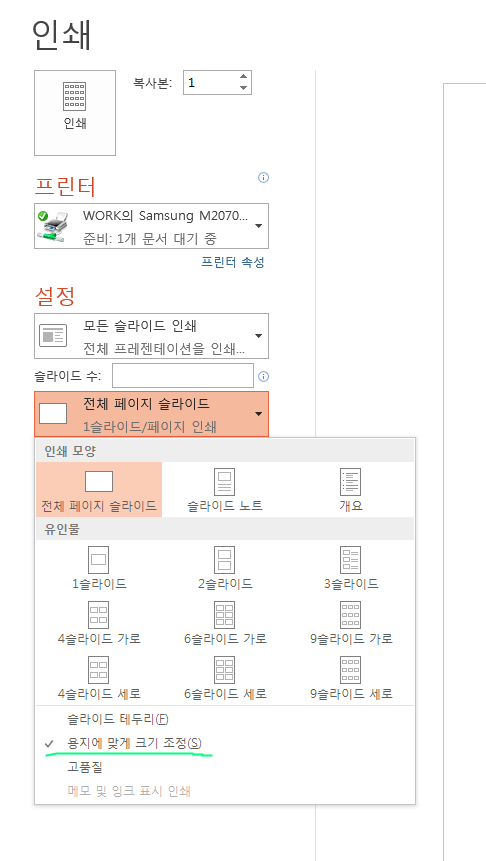 인쇄
복사본: 1
인쇄
프린터
WORK의 Samsung M2070...
준비: 1개 문서 대기 중
프린터 속성
설정
모든 슬라이드 인쇄
전체 프레젠테이션을 인쇄...
슬라이드 수:
전체 페이지 슬라이드
1슬라이드/페이지 인쇄
인쇄 모양
전체 페이지 슬라이드 슬라이드 노트 개요
유인물
1슬라이드 2슬라이드 3슬라이드
4슬라이드 가로 6슬라이드 가로 9슬라이드 가로
4슬라이드 세로 6슬라이드 세로 9슬라이드 세로
슬라이드 테두리(F)
용지에 맞게 크기 조정(S)
고품질
메모 및 잉크 표시 인쇄